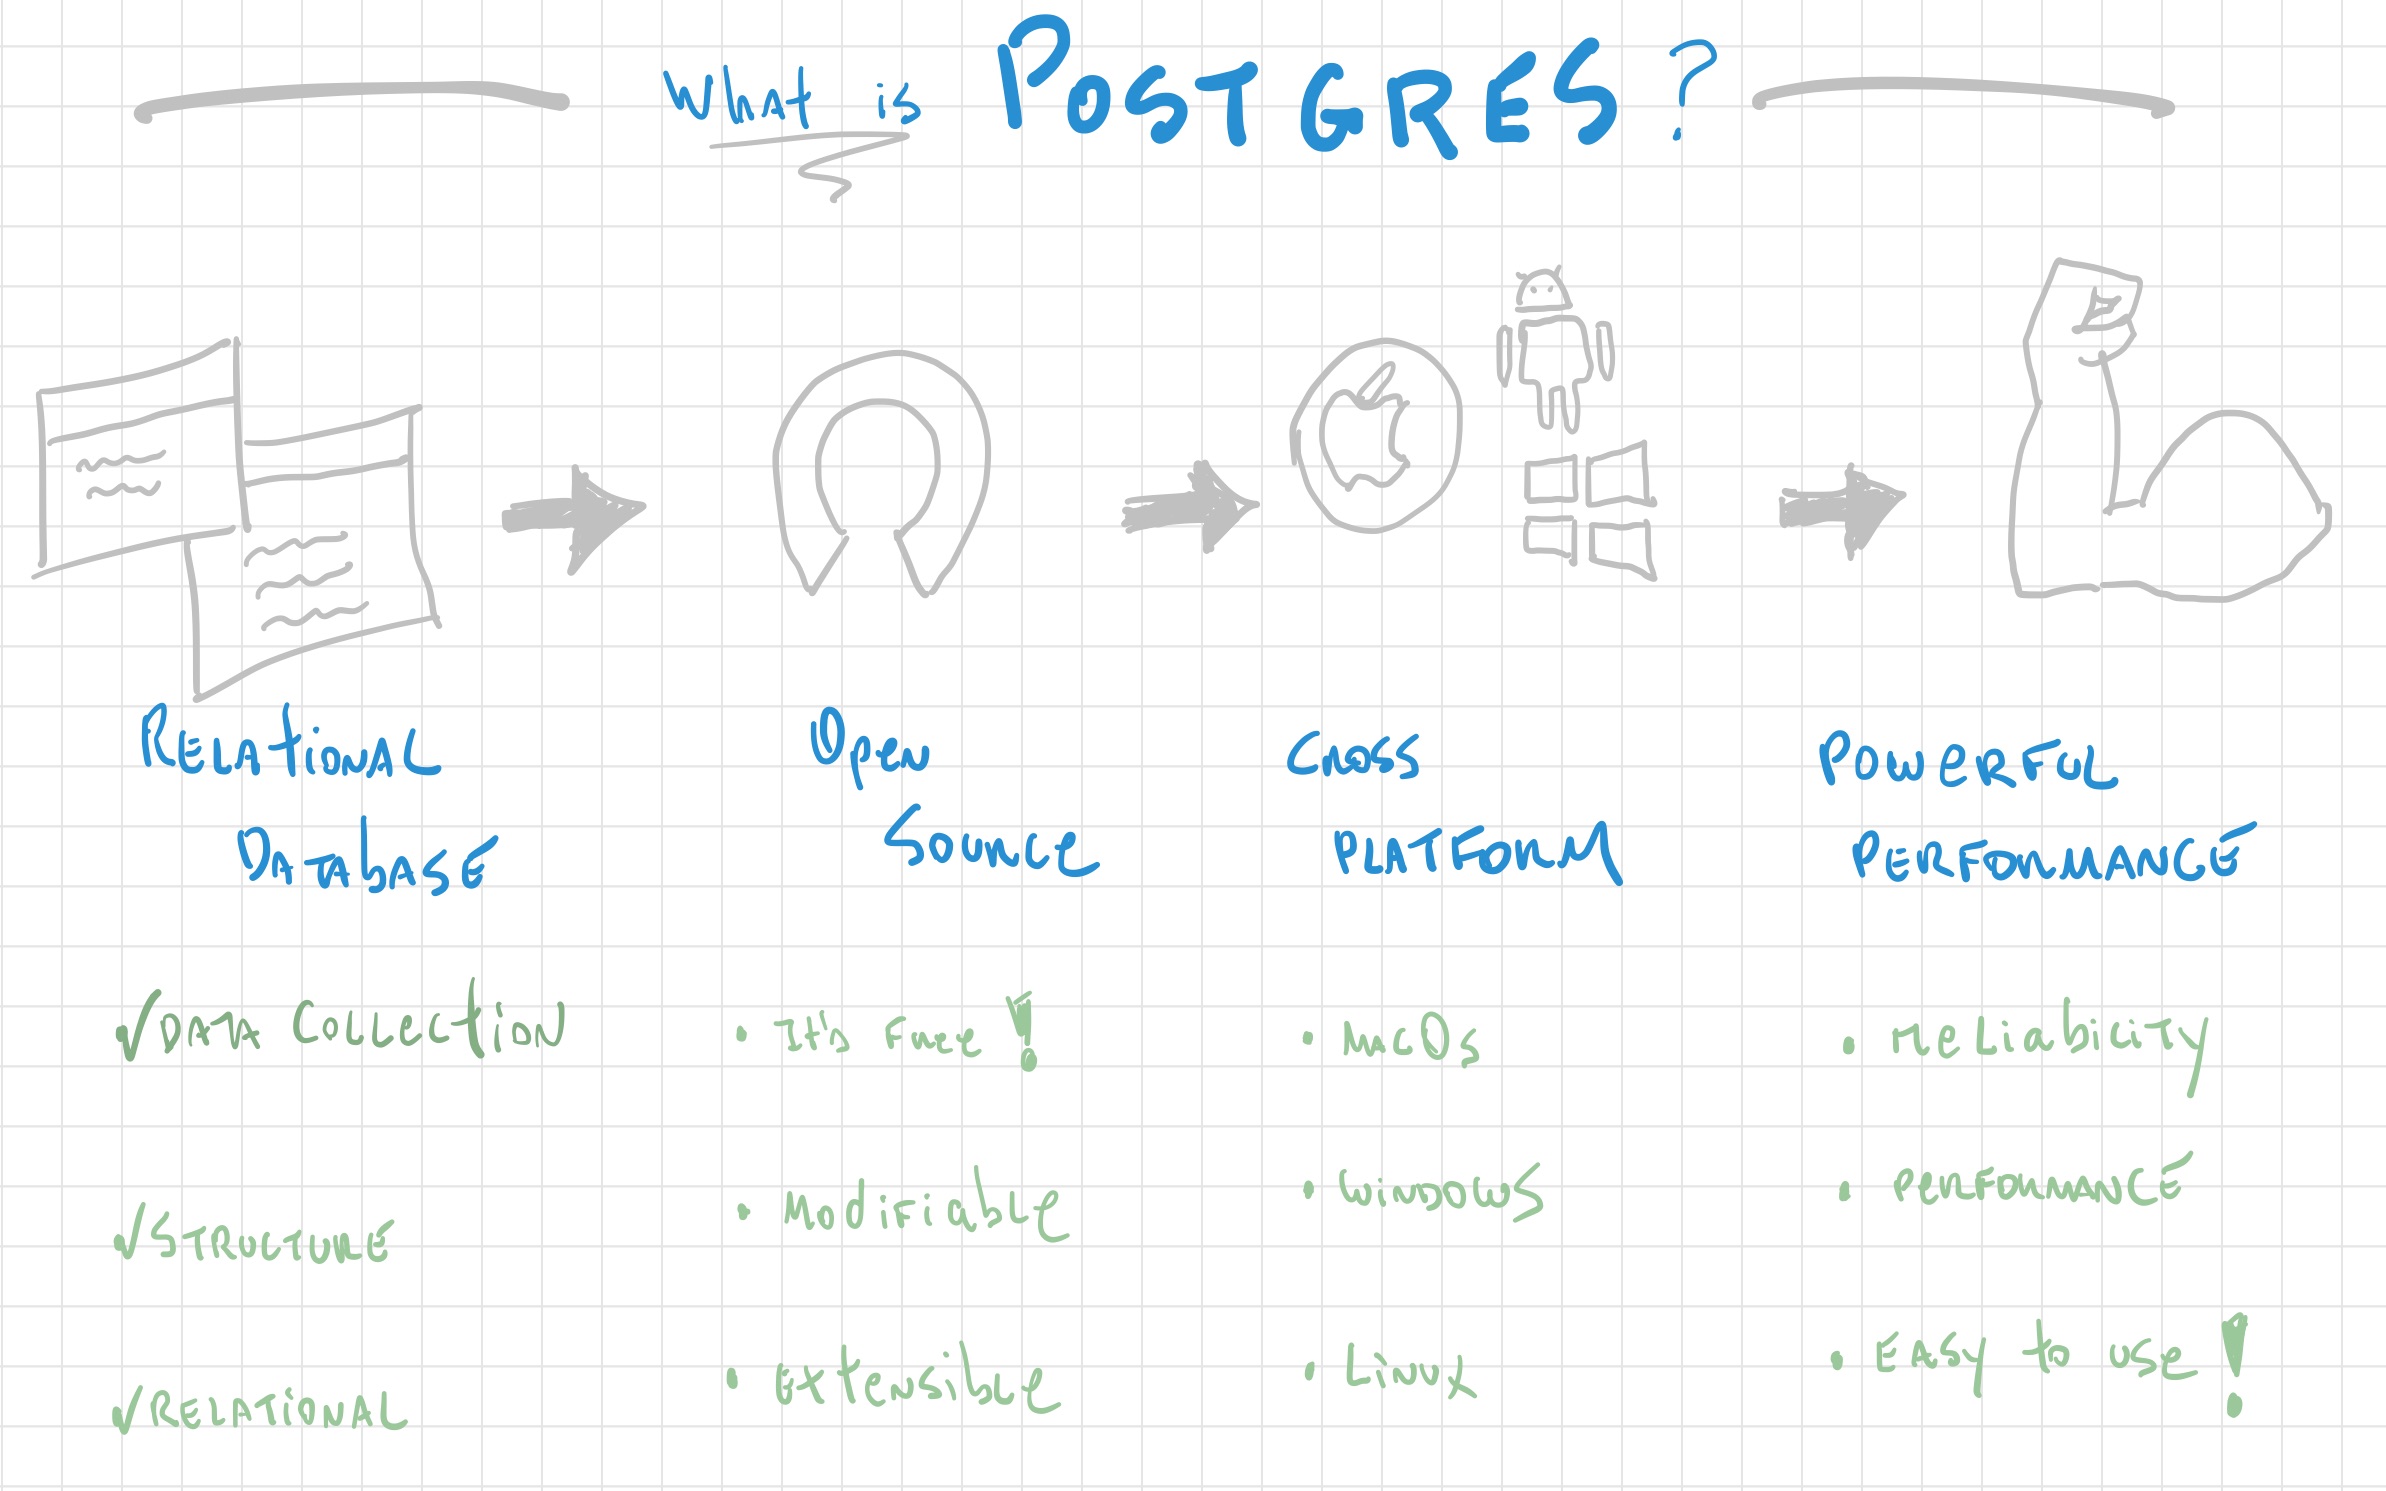 What is POSTGRES?
RELATIONAL
DATABASE
Open
Source
CROSS
PLATFORM
POWERFUL
PERFORMANCE
DATA Collection
STRUCTURE
RELATIONAL
• It's Free!
• Modifiable
• Extensible
• MacOs
• WINDOWS
• Linux
• Reliability
• PERFORMANCE
• EASY to use!